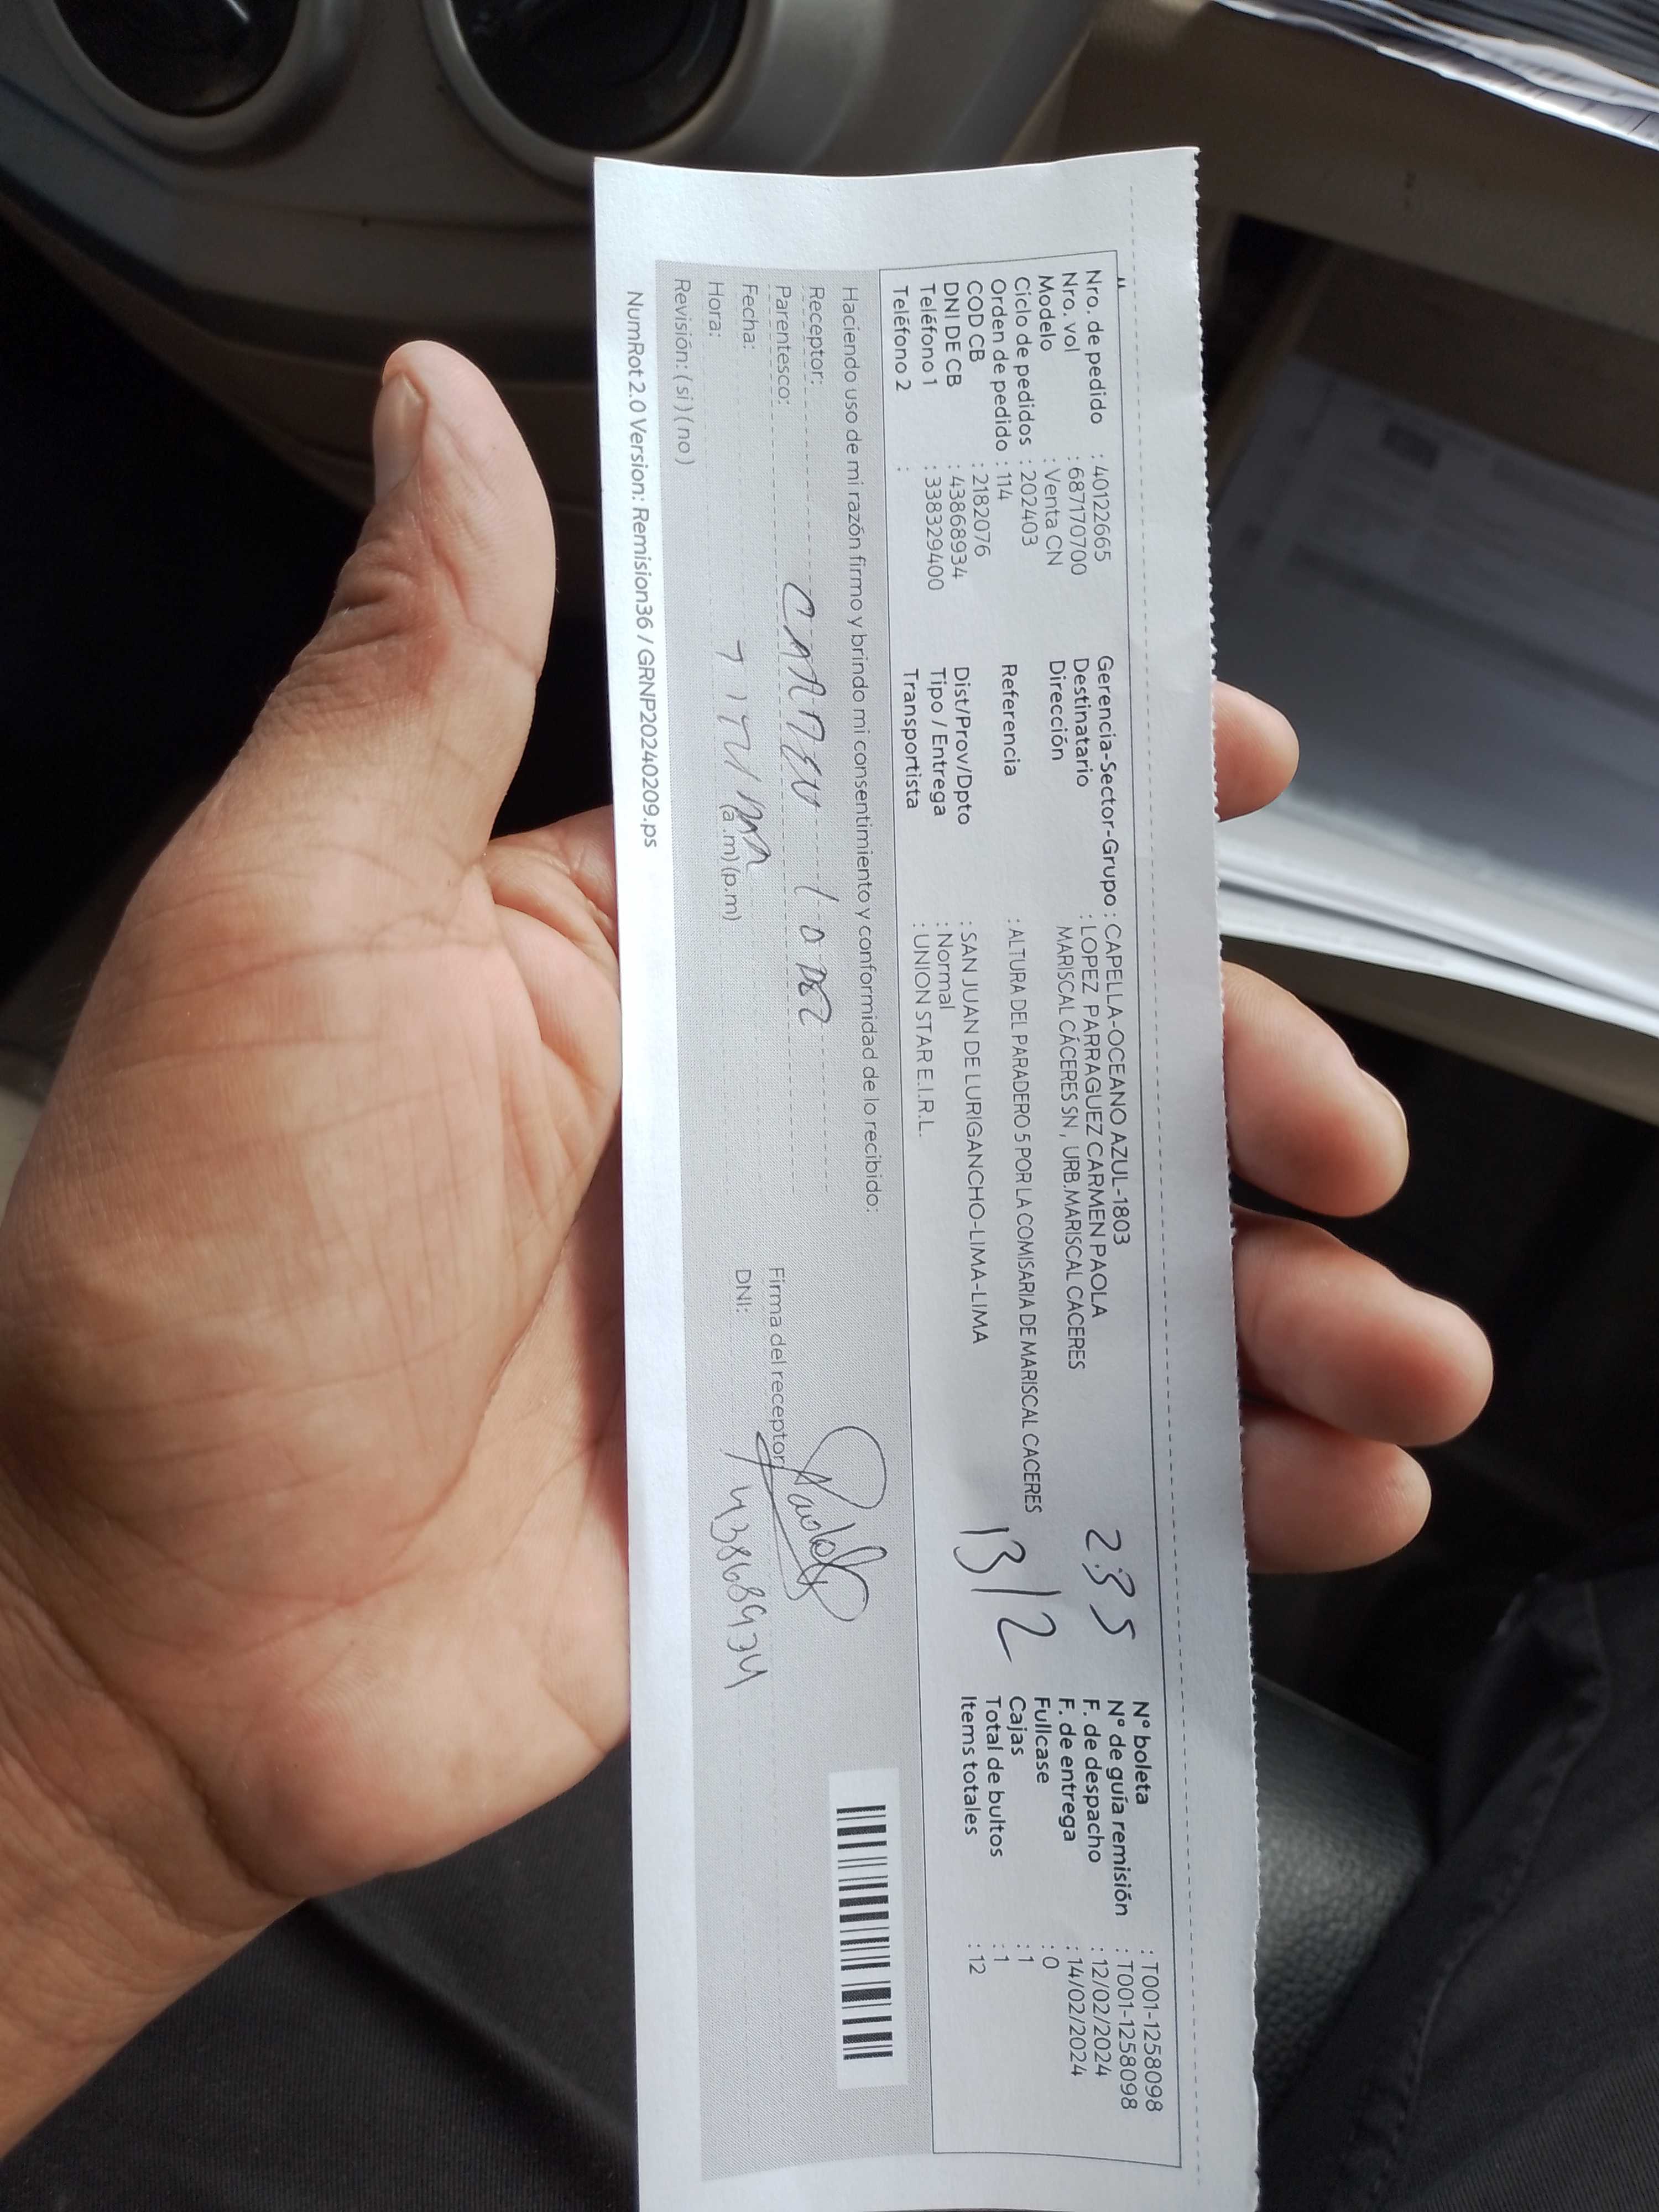 Nro. de pedido : 40122665
Nro. vol : 687170700
Modelo : Venta CN
Ciclo de pedidos : 202403
Orden de pedido : 114
COD CB : 2182076
DNI DE CB : 43868934
Teléfono 1 : 338329400
Teléfono 2 :
Gerencia-Sector-Grupo : CAPELLA-OCEANO AZUL-1803
Destinatario : LOPEZ PARRAGUEZ CARMEN PAOLA
Dirección MARISCAL CÁCERES SN , URB.MARISCAL CACERES
Referencia : ALTURA DEL PARADERO 5 POR LA COMISARIA DE MARISCAL CACERES
Dist/Prov/Dpto : SAN JUAN DE LURIGANCHO-LIMA-LIMA
Tipo / Entrega : Normal
Transportista : UNION STAR E.I.R.L.
235
13/2
N° boleta : T001-1258098
N° de guía remisión : T001-1258098
F. de despacho : 12/02/2024
F. de entrega : 14/02/2024
Fullcase : 0
Cajas : 1
Total de bultos : 1
Items totales : 12
Haciendo uso de mi razón firmo y brindo mi consentimiento y conformidad de lo recibido:
Receptor: CARMEN LOPEZ
Parentesco:
Fecha:
Hora: (a.m)(p.m)
Revisión: ( si ) ( no )
Firma del receptor:
DNI: 43868934
NumRot 2.0 Version: Remision36 / GRNP20240209.ps